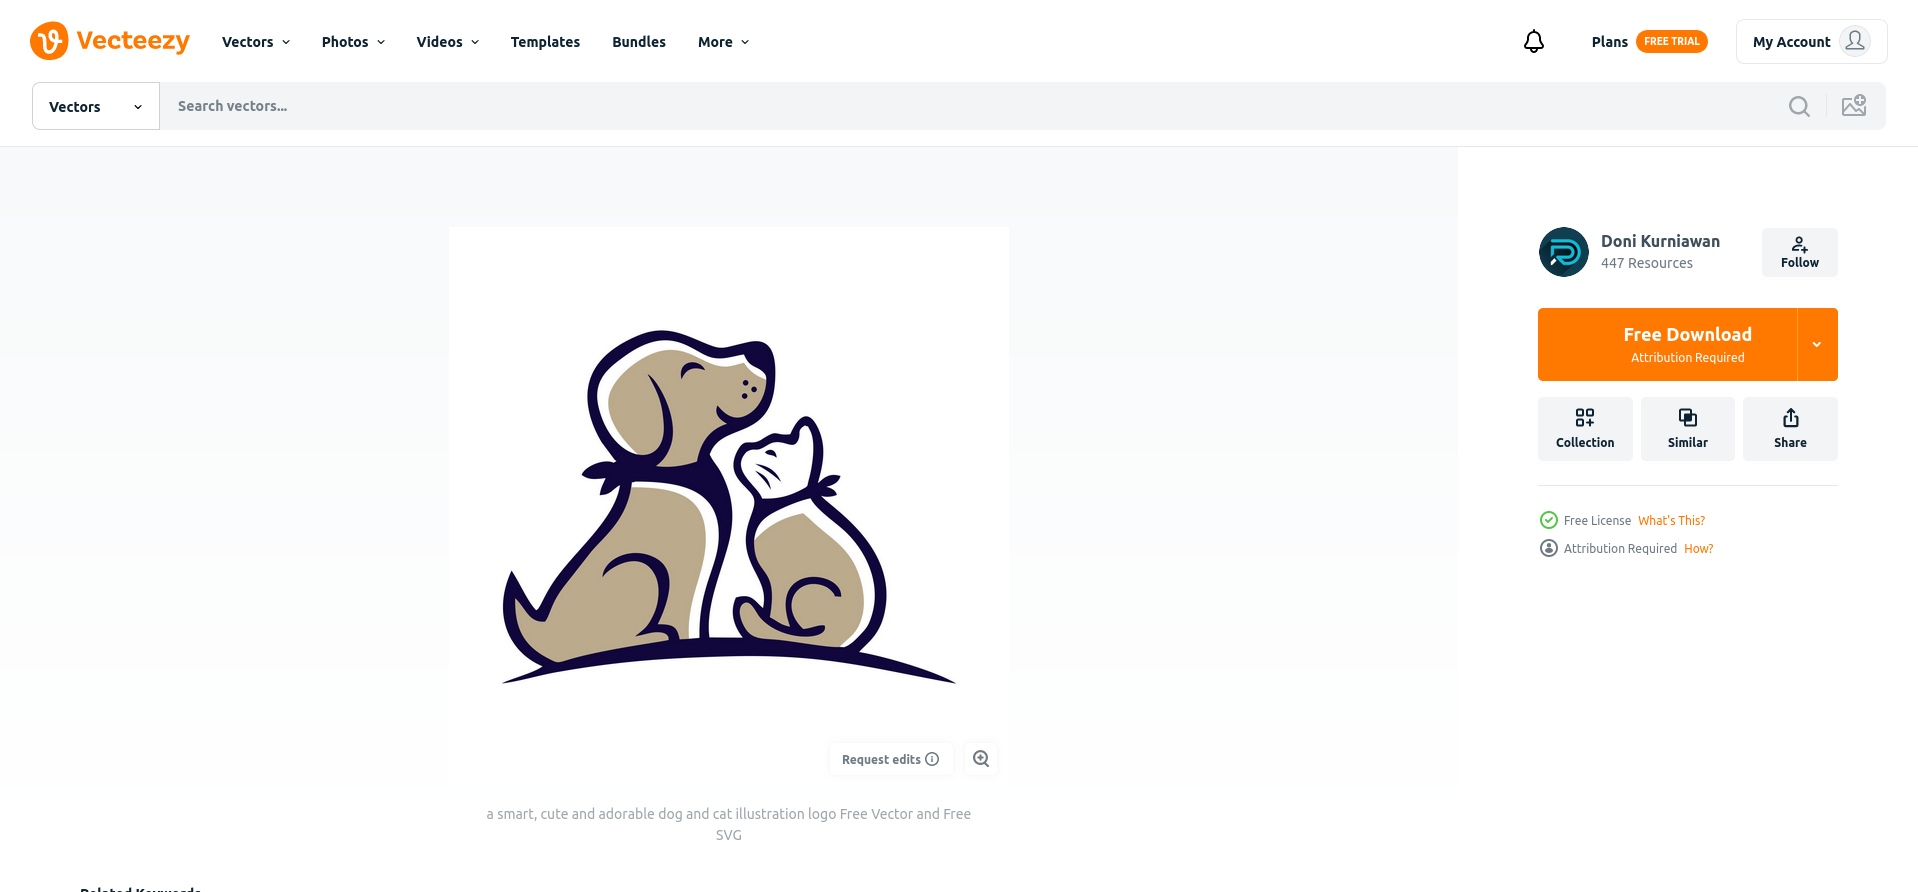 Vecteezy
Vectors
Photos
Videos
Templates
Bundles
More
Plans
FREE TRIAL
My Account
Vectors
Search vectors...
Doni Kurniawan
447 Resources
Follow
Free Download
Attribution Required
Collection
Similar
Share
Free License What's This?
Attribution Required How?
Request edits
a smart, cute and adorable dog and cat illustration logo Free Vector and Free
SVG
Related Keywords